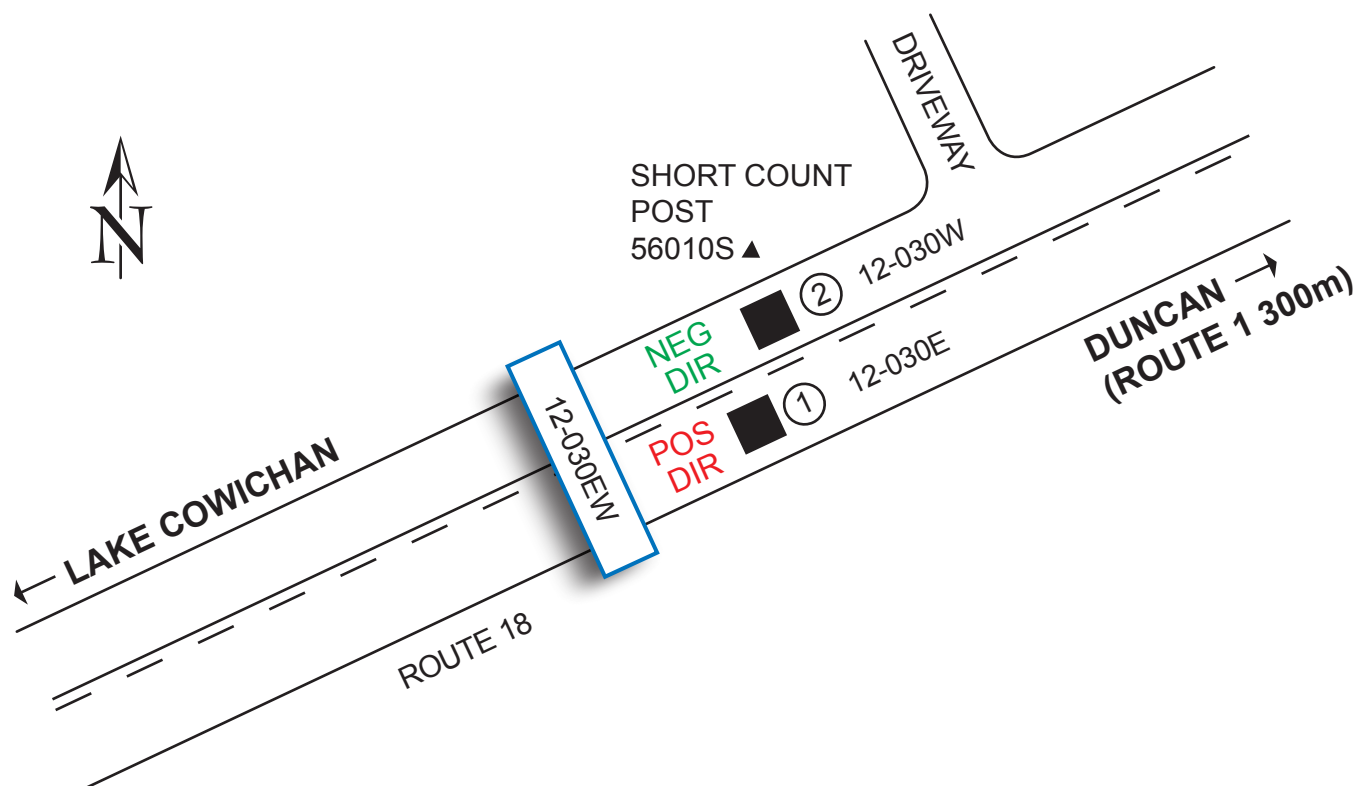 DRIVEWAY
SHORT COUNT
POST
56010S
N
2
12-030W
NEG
DIR
DUNCAN
(ROUTE 1 300m)
12-030E
1
POS
DIR
12-030EW
LAKE COWICHAN
ROUTE 18